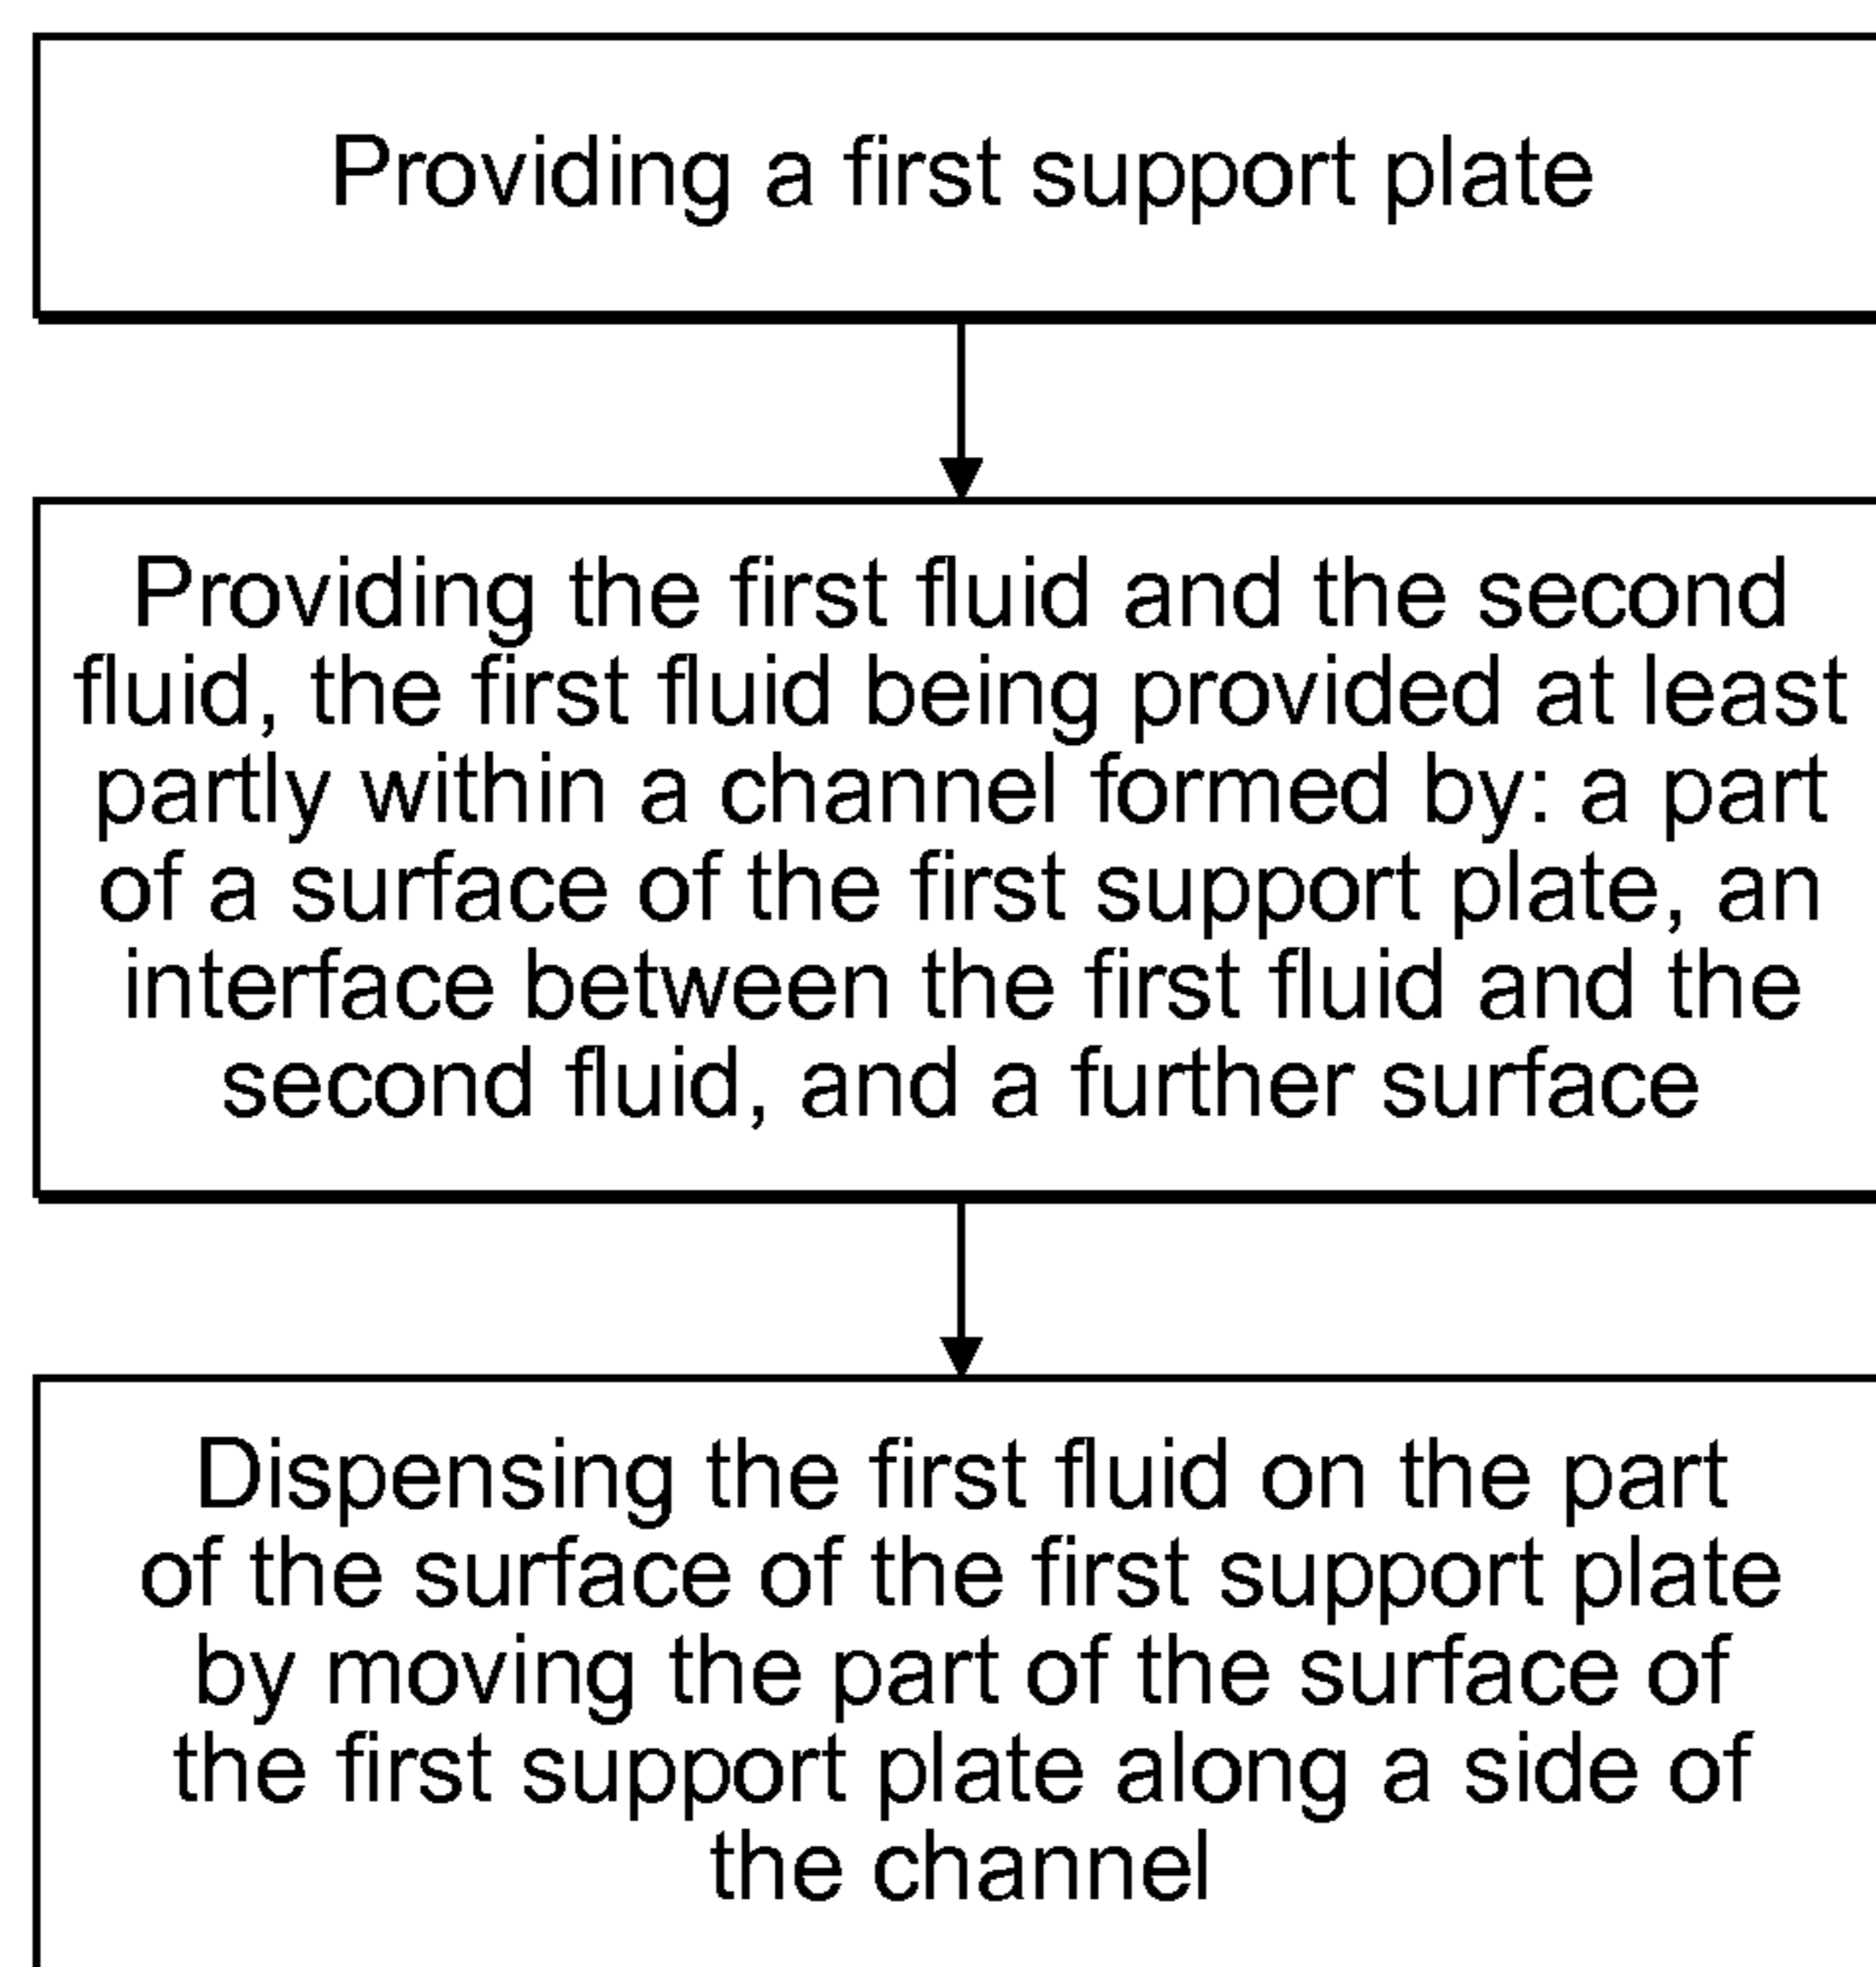 Providing a first support plate
Providing the first fluid and the second
fluid, the first fluid being provided at least
partly within a channel formed by: a part
of a surface of the first support plate, an
interface between the first fluid and the
second fluid, and a further surface
Dispensing the first fluid on the part
of the surface of the first support plate
by moving the part of the surface of
the first support plate along a side of
the channel